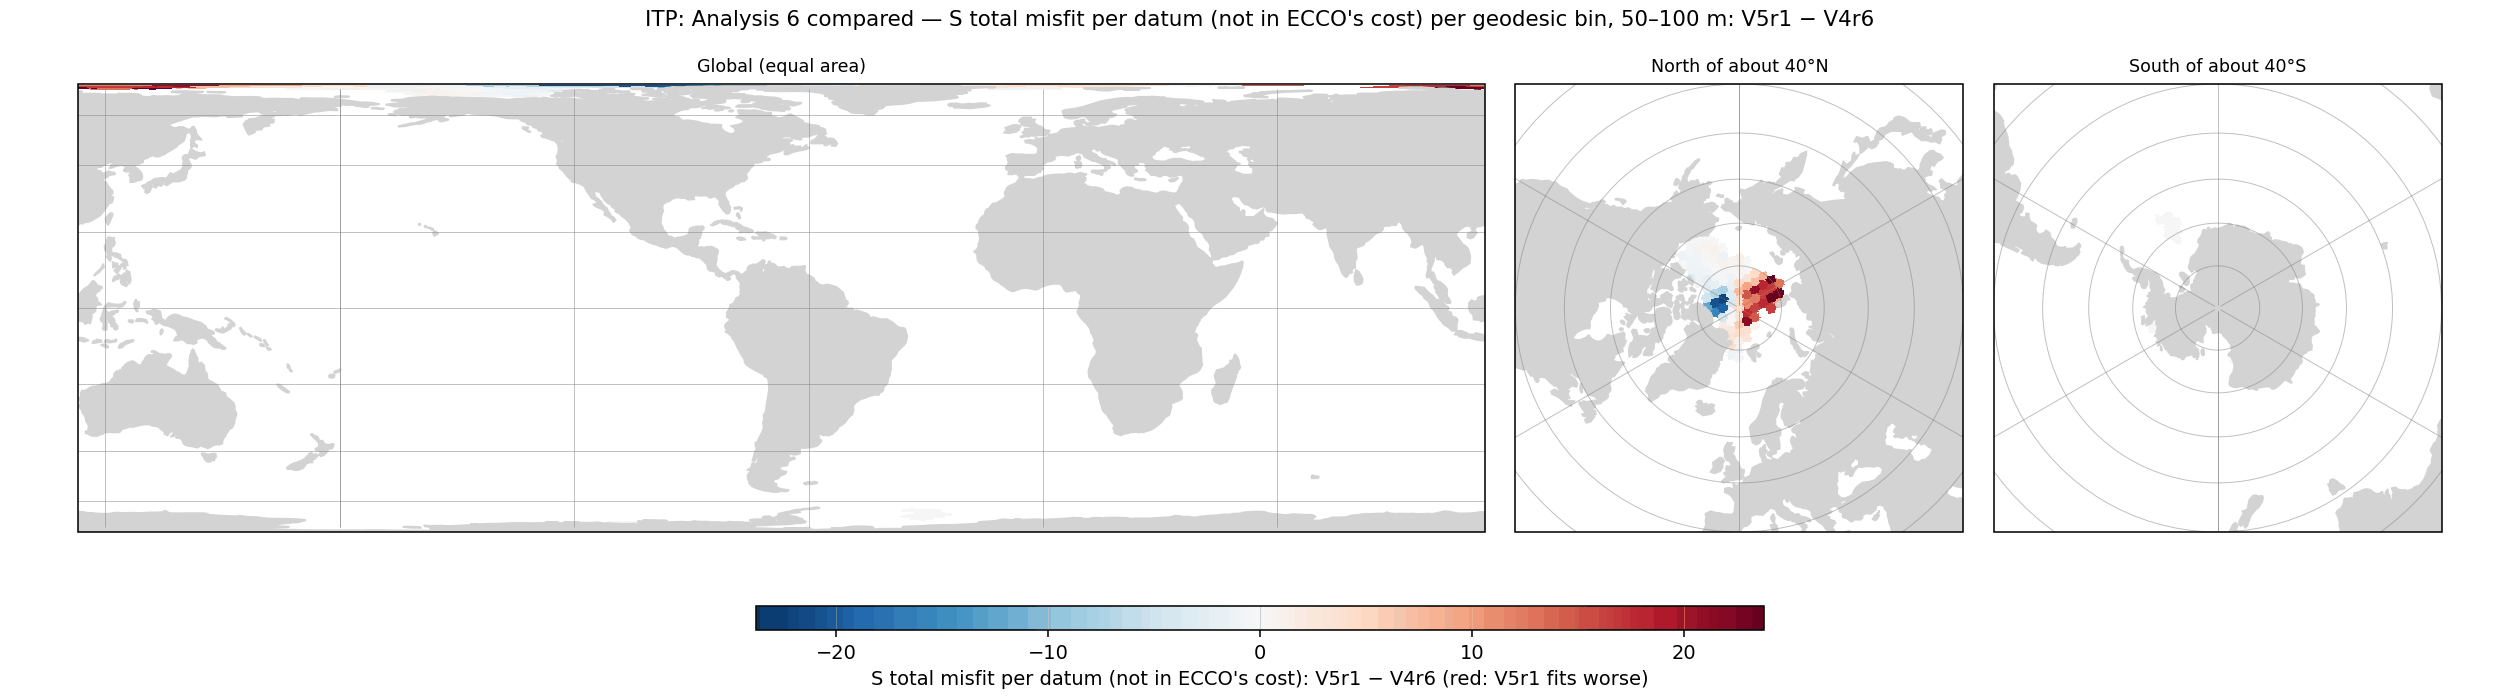 ITP: Analysis 6 compared — S total misfit per datum (not in ECCO's cost) per geodesic bin, 50–100 m: V5r1 − V4r6
Global (equal area)
North of about 40°N
South of about 40°S
−20
−10
0
10
20
S total misfit per datum (not in ECCO's cost): V5r1 − V4r6 (red: V5r1 fits worse)